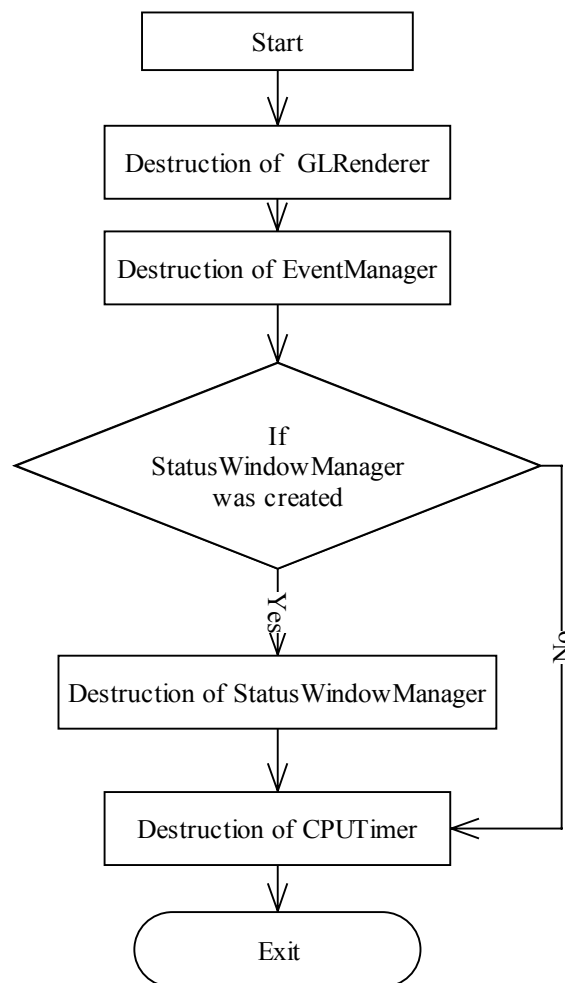 Start
Destruction of GLRenderer
Destruction of EventManager
If
StatusWindowManager
was created
Yes
No
Destruction of StatusWindowManager
Destruction of CPUTimer
Exit